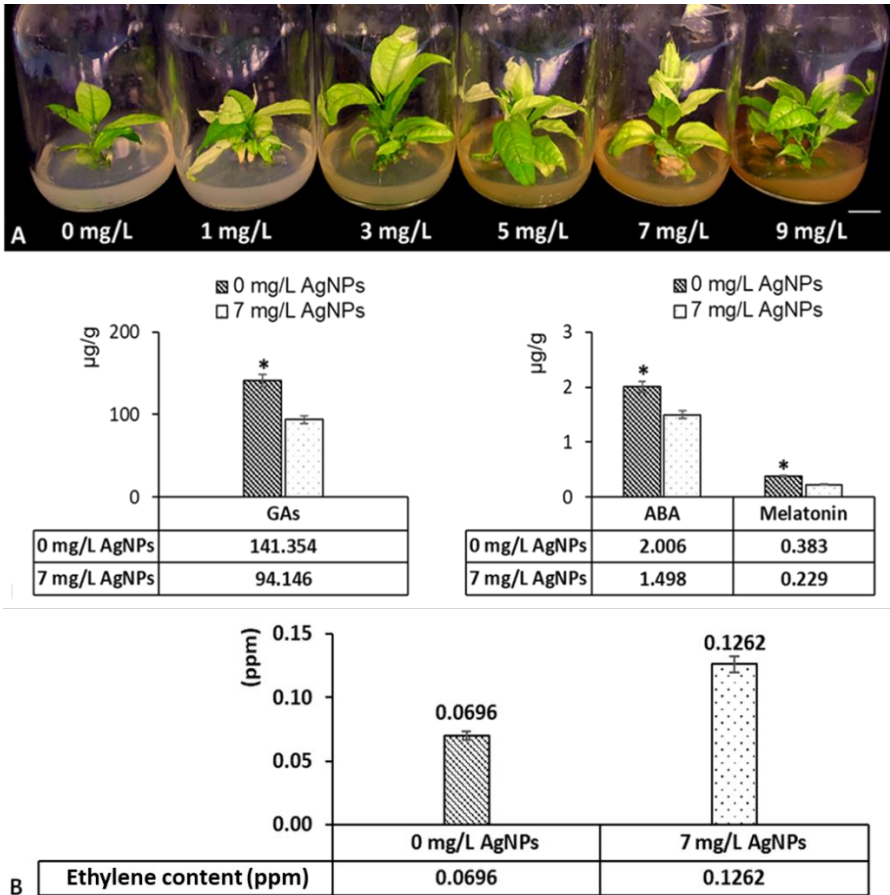 A 0 mg/L 1 mg/L 3 mg/L 5 mg/L 7 mg/L 9 mg/L
0 mg/L AgNPs
7 mg/L AgNPs
µg/g
200
100
0
*
GAs
0 mg/L AgNPs 141.354
7 mg/L AgNPs 94.146
0 mg/L AgNPs
7 mg/L AgNPs
µg/g
3
2
1
0
*
*
ABA Melatonin
0 mg/L AgNPs 2.006 0.383
7 mg/L AgNPs 1.498 0.229
(ppm)
0.15
0.10
0.05
0.00
0.0696
0.1262
0 mg/L AgNPs 7 mg/L AgNPs
B Ethylene content (ppm) 0.0696 0.1262